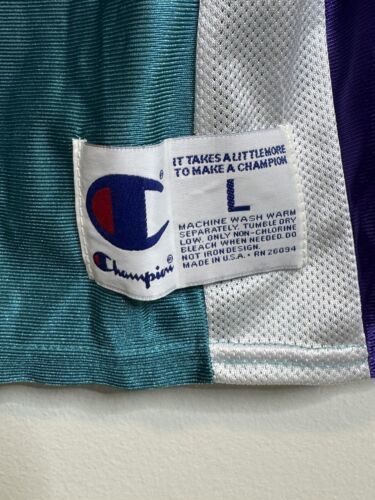 IT TAKES A LITTLE MORE
TO MAKE A CHAMPION
L
MACHINE WASH WARM
SEPARATELY. TUMBLE DRY
LOW. ONLY NON-CHLORINE
BLEACH WHEN NEEDED. DO
NOT IRON DESIGN.
MADE IN U.S.A. • RN 26094
Champion®